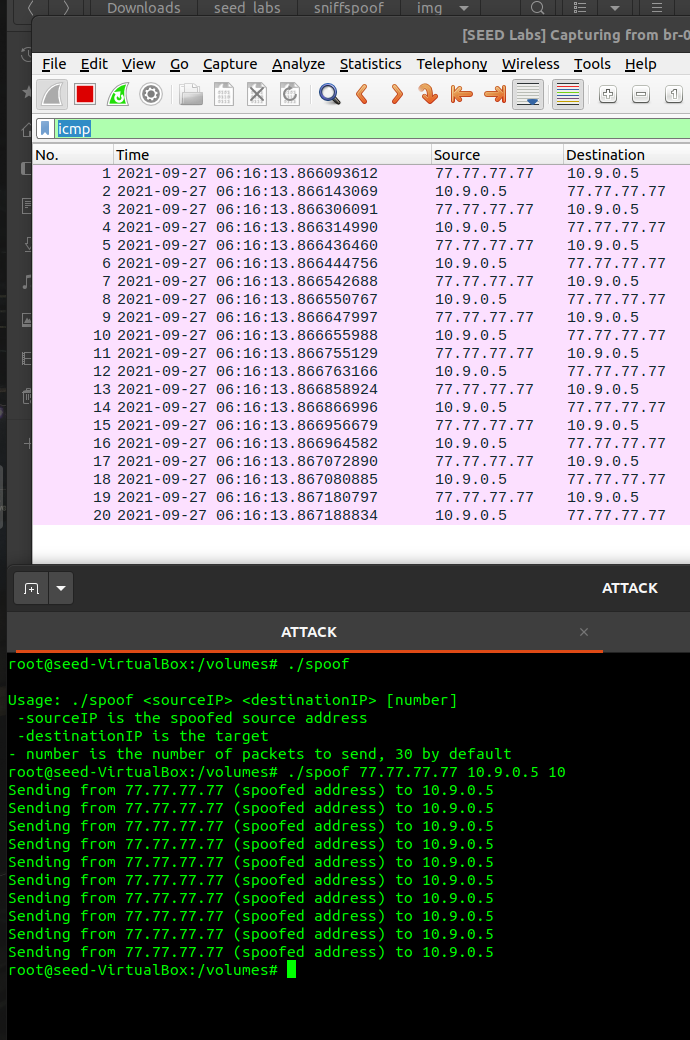 Downloads seed labs sniffspoof img
[SEED Labs] Capturing from br-0
File Edit View Go Capture Analyze Statistics Telephony Wireless Tools Help
icmp
No. Time Source Destination
1 2021-09-27 06:16:13.866093612 77.77.77.77 10.9.0.5
2 2021-09-27 06:16:13.866143069 10.9.0.5 77.77.77.77
3 2021-09-27 06:16:13.866306091 77.77.77.77 10.9.0.5
4 2021-09-27 06:16:13.866314990 10.9.0.5 77.77.77.77
5 2021-09-27 06:16:13.866436460 77.77.77.77 10.9.0.5
6 2021-09-27 06:16:13.866444756 10.9.0.5 77.77.77.77
7 2021-09-27 06:16:13.866542688 77.77.77.77 10.9.0.5
8 2021-09-27 06:16:13.866550767 10.9.0.5 77.77.77.77
9 2021-09-27 06:16:13.866647997 77.77.77.77 10.9.0.5
10 2021-09-27 06:16:13.866655988 10.9.0.5 77.77.77.77
11 2021-09-27 06:16:13.866755129 77.77.77.77 10.9.0.5
12 2021-09-27 06:16:13.866763166 10.9.0.5 77.77.77.77
13 2021-09-27 06:16:13.866858924 77.77.77.77 10.9.0.5
14 2021-09-27 06:16:13.866866996 10.9.0.5 77.77.77.77
15 2021-09-27 06:16:13.866956679 77.77.77.77 10.9.0.5
16 2021-09-27 06:16:13.866964582 10.9.0.5 77.77.77.77
17 2021-09-27 06:16:13.867072890 77.77.77.77 10.9.0.5
18 2021-09-27 06:16:13.867080885 10.9.0.5 77.77.77.77
19 2021-09-27 06:16:13.867180797 77.77.77.77 10.9.0.5
20 2021-09-27 06:16:13.867188834 10.9.0.5 77.77.77.77
ATTACK
ATTACK ×
root@seed-VirtualBox:/volumes# ./spoof
Usage: ./spoof <sourceIP> <destinationIP> [number]
-sourceIP is the spoofed source address
-destinationIP is the target
- number is the number of packets to send, 30 by default
root@seed-VirtualBox:/volumes# ./spoof 77.77.77.77 10.9.0.5 10
Sending from 77.77.77.77 (spoofed address) to 10.9.0.5
Sending from 77.77.77.77 (spoofed address) to 10.9.0.5
Sending from 77.77.77.77 (spoofed address) to 10.9.0.5
Sending from 77.77.77.77 (spoofed address) to 10.9.0.5
Sending from 77.77.77.77 (spoofed address) to 10.9.0.5
Sending from 77.77.77.77 (spoofed address) to 10.9.0.5
Sending from 77.77.77.77 (spoofed address) to 10.9.0.5
Sending from 77.77.77.77 (spoofed address) to 10.9.0.5
Sending from 77.77.77.77 (spoofed address) to 10.9.0.5
Sending from 77.77.77.77 (spoofed address) to 10.9.0.5
root@seed-VirtualBox:/volumes#